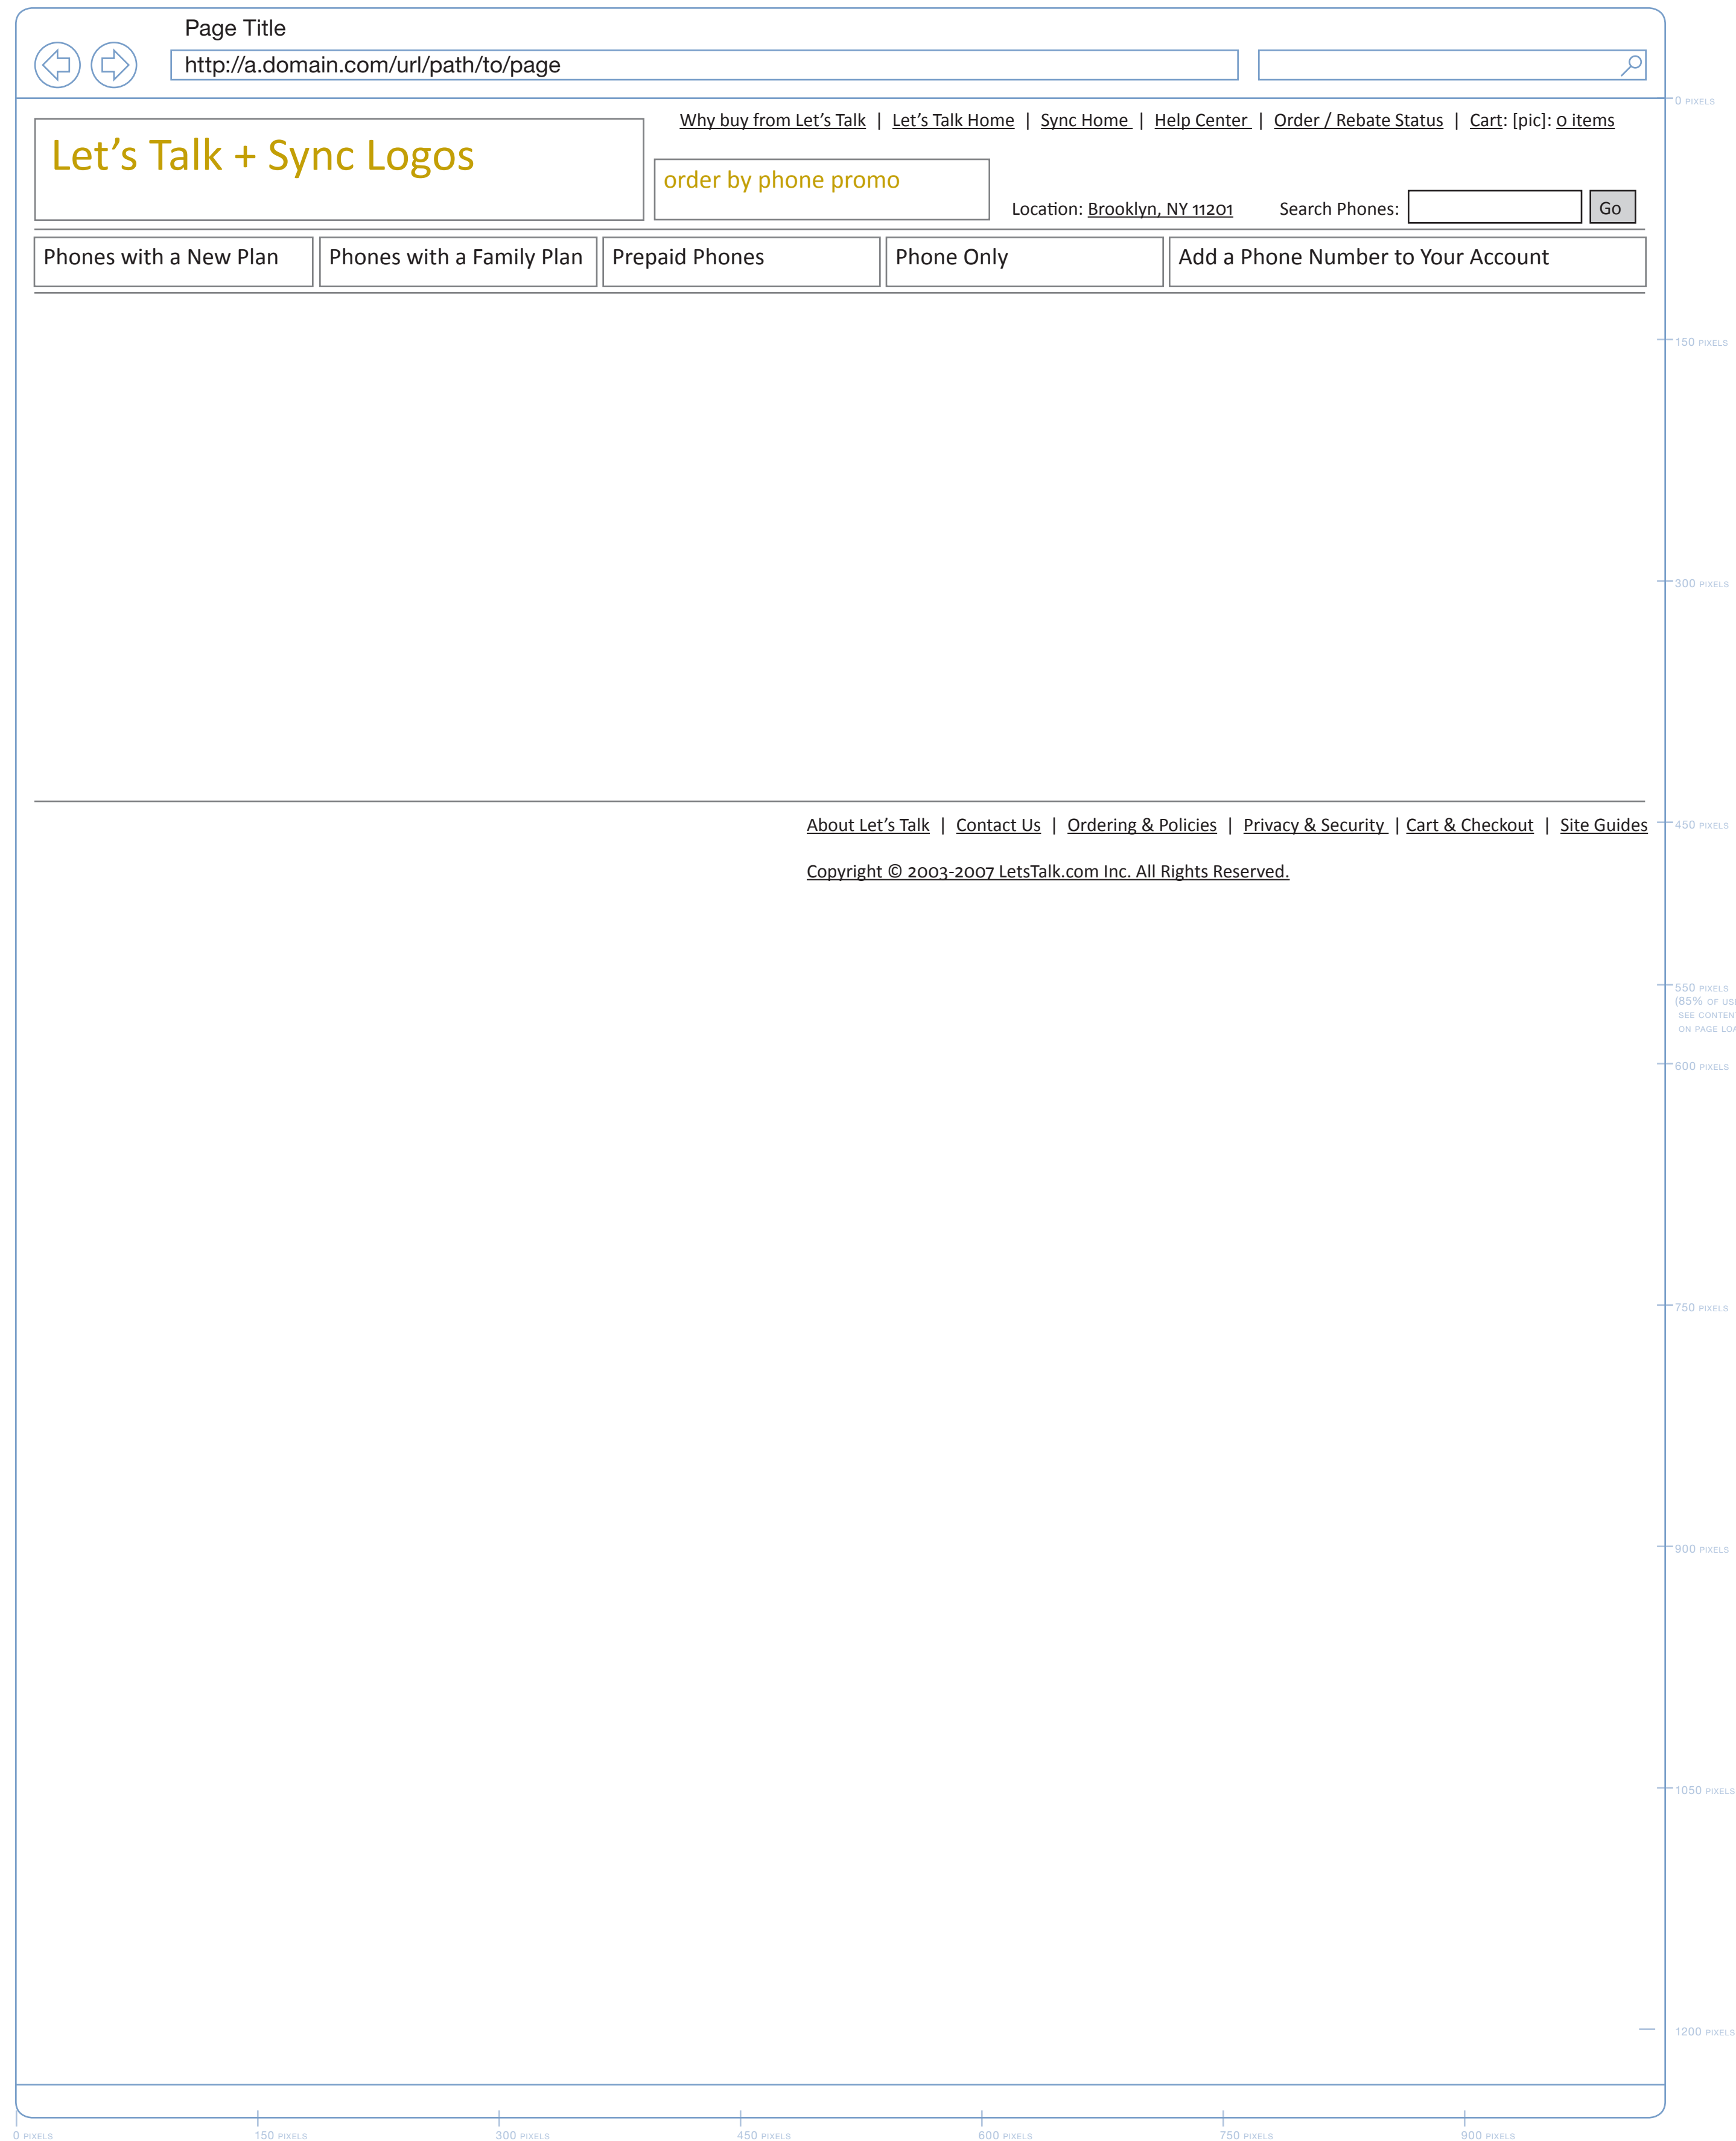 Page Title
http://a.domain.com/url/path/to/page
0 PIXELS
Why buy from Let's Talk | Let's Talk Home | Sync Home | Help Center | Order / Rebate Status | Cart: [pic]: 0 items
Let's Talk + Sync Logos
order by phone promo
Location: Brooklyn, NY 11201 Search Phones: Go
Phones with a New Plan Phones with a Family Plan Prepaid Phones Phone Only Add a Phone Number to Your Account
150 PIXELS
300 PIXELS
About Let's Talk | Contact Us | Ordering & Policies | Privacy & Security | Cart & Checkout | Site Guides
450 PIXELS
Copyright © 2003-2007 LetsTalk.com Inc. All Rights Reserved.
550 PIXELS
(85% OF
SEE
ON PAGE
600 PIXELS
750 PIXELS
900 PIXELS
1050 PIXELS
1200 PIXELS
0 PIXELS 150 PIXELS 300 PIXELS 450 PIXELS 600 PIXELS 750 PIXELS 900 PIXELS